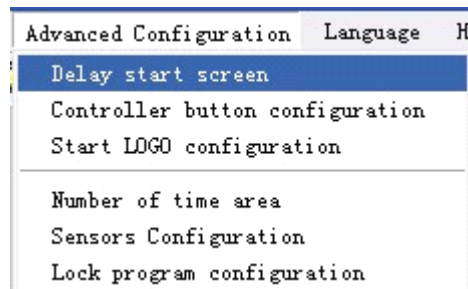 Advanced Configuration Language H
Delay start screen
Controller button configuration
Start LOGO configuration
Number of time area
Sensors Configuration
Lock program configuration